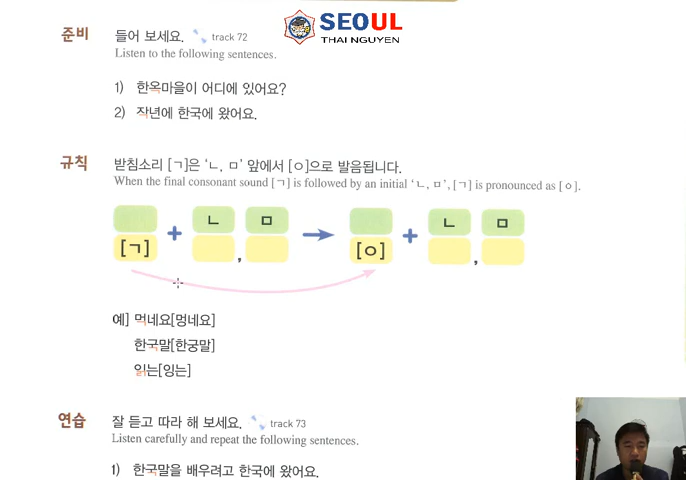 SEOUL
THAI NGUYEN
준비 들어 보세요. track 72
Listen to the following sentences.
1) 한옥마을이 어디에 있어요?
2) 작년에 한국에 왔어요.
규칙 받침소리 [ㄱ]은 ‘ㄴ, ㅁ’ 앞에서 [ㅇ]으로 발음됩니다.
When the final consonant sound [ㄱ] is followed by an initial ‘ㄴ, ㅁ’, [ㄱ] is pronounced as [ㅇ].
ㄴ ㅁ ㄴ ㅁ
[ㄱ] + , → [ㅇ] + ,
예] 먹네요[멍네요]
한국말[한궁말]
읽는[잉는]
연습 잘 듣고 따라 해 보세요. track 73
Listen carefully and repeat the following sentences.
1) 한국말을 배우려고 한국에 왔어요.